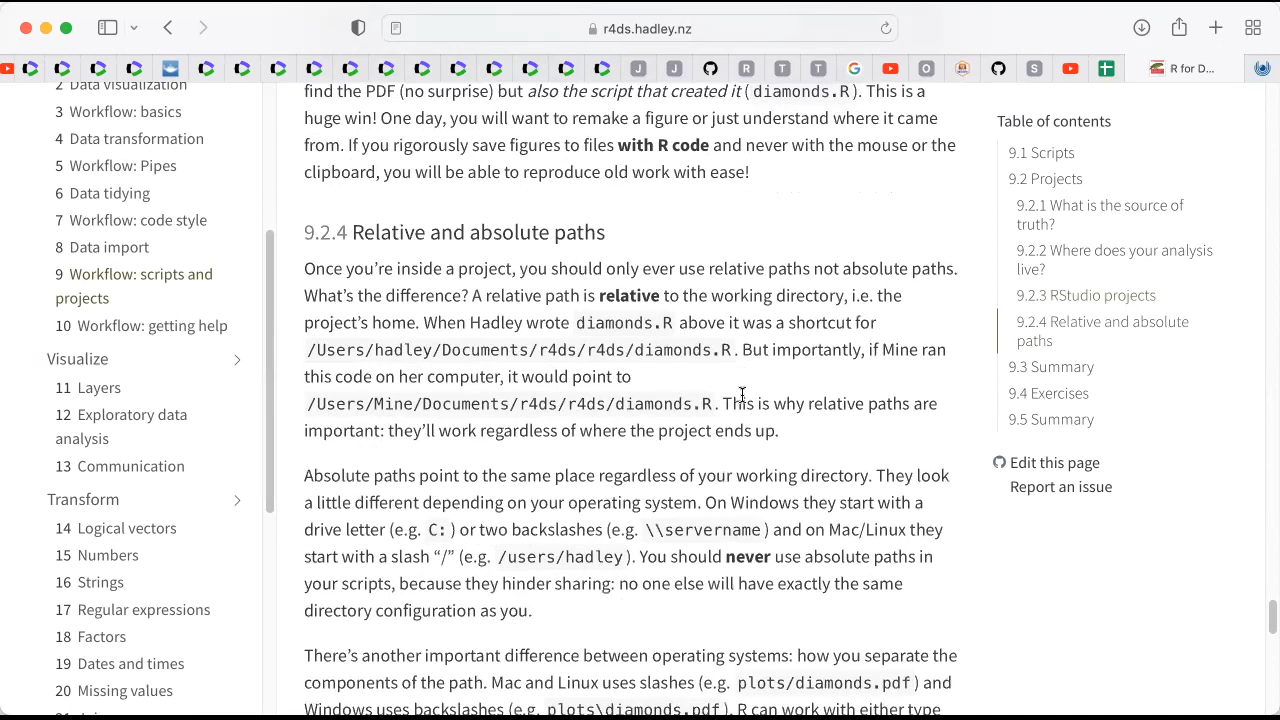 r4ds.hadley.nz
J
J
R
T
T
O
S
R for D...
2 Data visualization
3 Workflow: basics
4 Data transformation
5 Workflow: Pipes
6 Data tidying
7 Workflow: code style
8 Data import
9 Workflow: scripts and
projects
10 Workflow: getting help
Visualize
11 Layers
12 Exploratory data
analysis
13 Communication
Transform
14 Logical vectors
15 Numbers
16 Strings
17 Regular expressions
18 Factors
19 Dates and times
20 Missing values
find the PDF (no surprise) but also the script that created it (diamonds.R). This is a
huge win! One day, you will want to remake a figure or just understand where it came
from. If you rigorously save figures to files with R code and never with the mouse or the
clipboard, you will be able to reproduce old work with ease!
9.2.4 Relative and absolute paths
Once you’re inside a project, you should only ever use relative paths not absolute paths.
What’s the difference? A relative path is relative to the working directory, i.e. the
project’s home. When Hadley wrote diamonds.R above it was a shortcut for
/Users/hadley/Documents/r4ds/r4ds/diamonds.R. But importantly, if Mine ran
this code on her computer, it would point to
/Users/Mine/Documents/r4ds/r4ds/diamonds.R. This is why relative paths are
important: they’ll work regardless of where the project ends up.
Absolute paths point to the same place regardless of your working directory. They look
a little different depending on your operating system. On Windows they start with a
drive letter (e.g. C:) or two backslashes (e.g. \\servername) and on Mac/Linux they
start with a slash “/” (e.g. /users/hadley). You should never use absolute paths in
your scripts, because they hinder sharing: no one else will have exactly the same
directory configuration as you.
There’s another important difference between operating systems: how you separate the
components of the path. Mac and Linux uses slashes (e.g. plots/diamonds.pdf) and
Windows uses backslashes (e.g. plots\diamonds.pdf). R can work with either type
Table of contents
9.1 Scripts
9.2 Projects
9.2.1 What is the source of
truth?
9.2.2 Where does your analysis
live?
9.2.3 RStudio projects
9.2.4 Relative and absolute
paths
9.3 Summary
9.4 Exercises
9.5 Summary
Edit this page
Report an issue